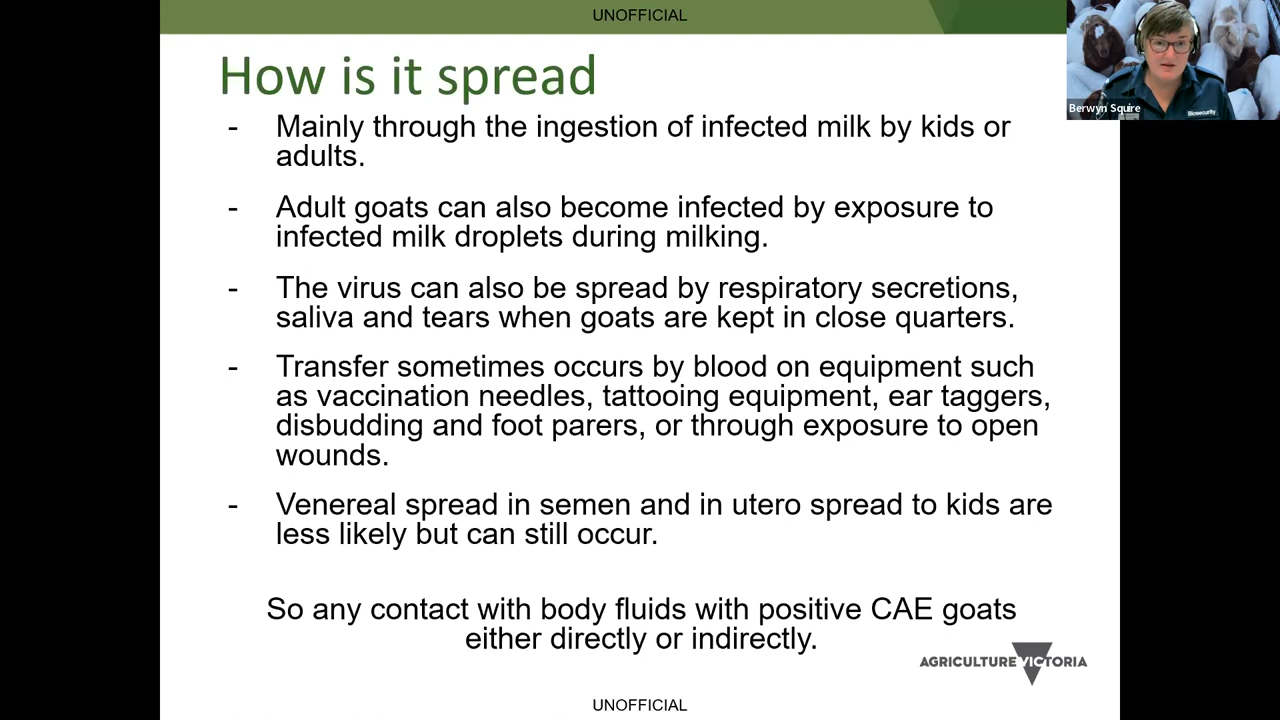 UNOFFICIAL
How is it spread
- Mainly through the ingestion of infected milk by kids or
adults.
- Adult goats can also become infected by exposure to
infected milk droplets during milking.
- The virus can also be spread by respiratory secretions,
saliva and tears when goats are kept in close quarters.
- Transfer sometimes occurs by blood on equipment such
as vaccination needles, tattooing equipment, ear taggers,
disbudding and foot parers, or through exposure to open
wounds.
- Venereal spread in semen and in utero spread to kids are
less likely but can still occur.
So any contact with body fluids with positive CAE goats
either directly or indirectly.
AGRICULTURE VICTORIA
UNOFFICIAL
Berwyn Squire
Biosecurity